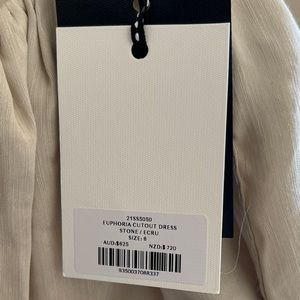 21SS5050
EUPHORIA CUTOUT DRESS
STONE / ECRU
SIZE: 8
AUD:$625 NZD:$720
9350037088337